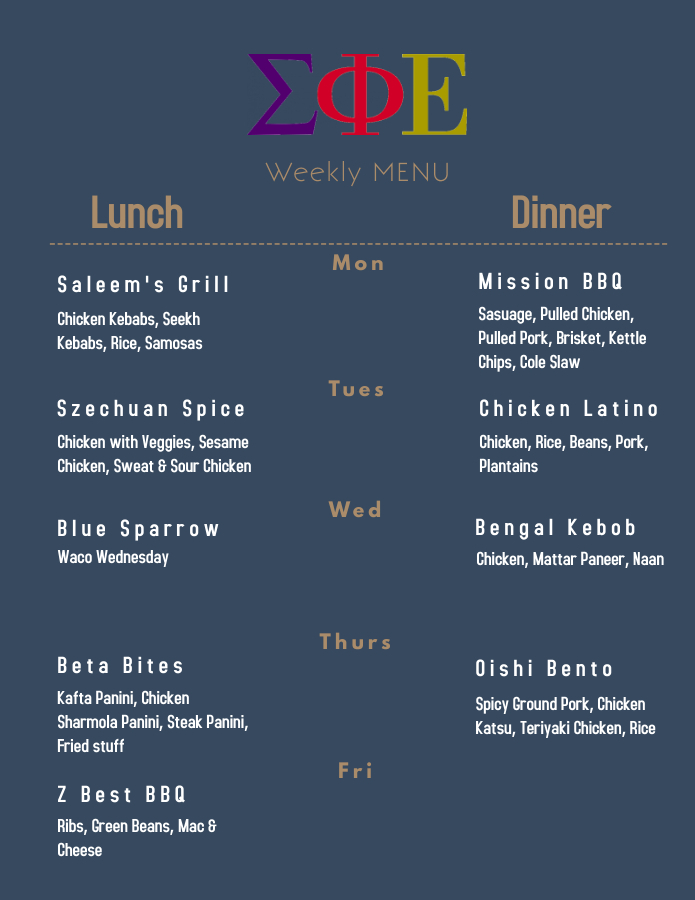 ΣΦΕ
Weekly MENU
Lunch
Dinner
Mon
Saleem's Grill
Chicken Kebabs, Seekh
Kebabs, Rice, Samosas
Mission BBQ
Sasuage, Pulled Chicken,
Pulled Pork, Brisket, Kettle
Chips, Cole Slaw
Tues
Szechuan Spice
Chicken with Veggies, Sesame
Chicken, Sweat & Sour Chicken
Chicken Latino
Chicken, Rice, Beans, Pork,
Plantains
Wed
Blue Sparrow
Waco Wednesday
Bengal Kebob
Chicken, Mattar Paneer, Naan
Thurs
Beta Bites
Kafta Panini, Chicken
Sharmola Panini, Steak Panini,
Fried stuff
Oishi Bento
Spicy Ground Pork, Chicken
Katsu, Teriyaki Chicken, Rice
Fri
Z Best BBQ
Ribs, Green Beans, Mac &
Cheese